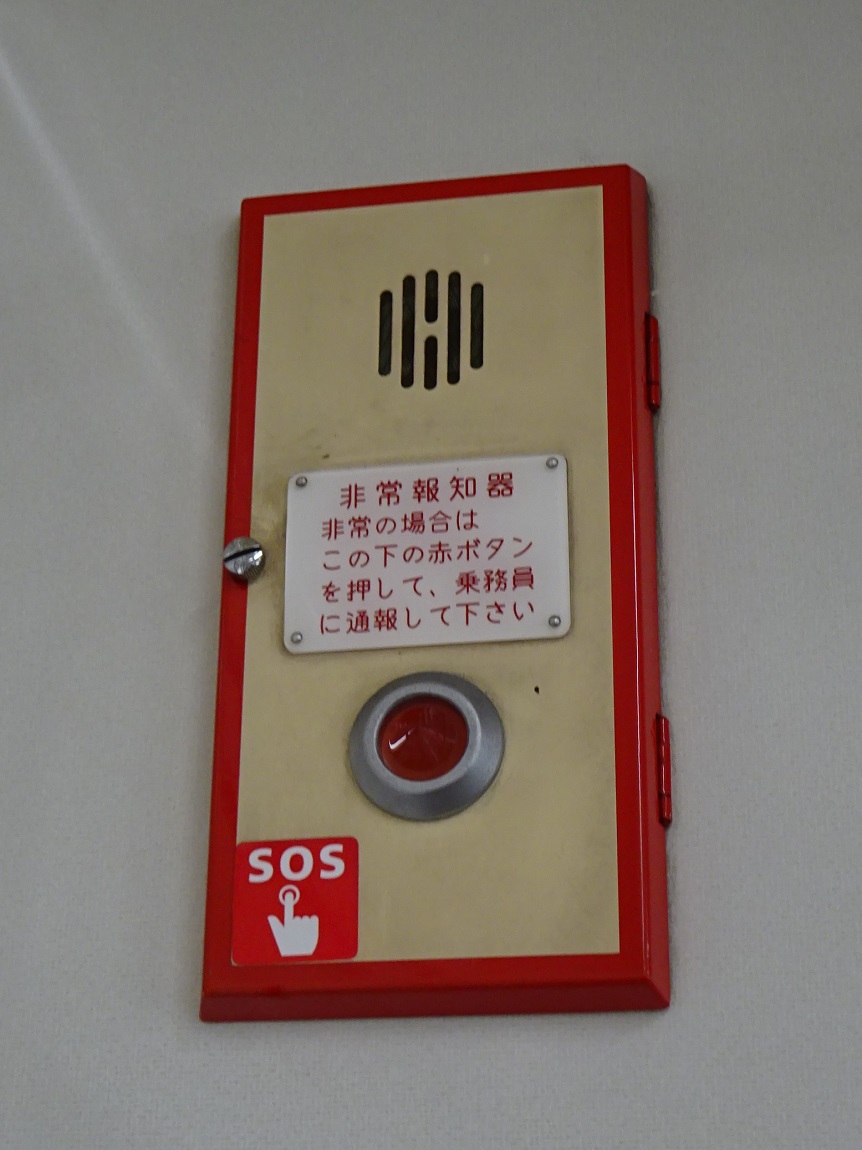 非常報知器
非常の場合は
この下の赤ボタン
を押して、乗務員
に通報して下さい
SOS